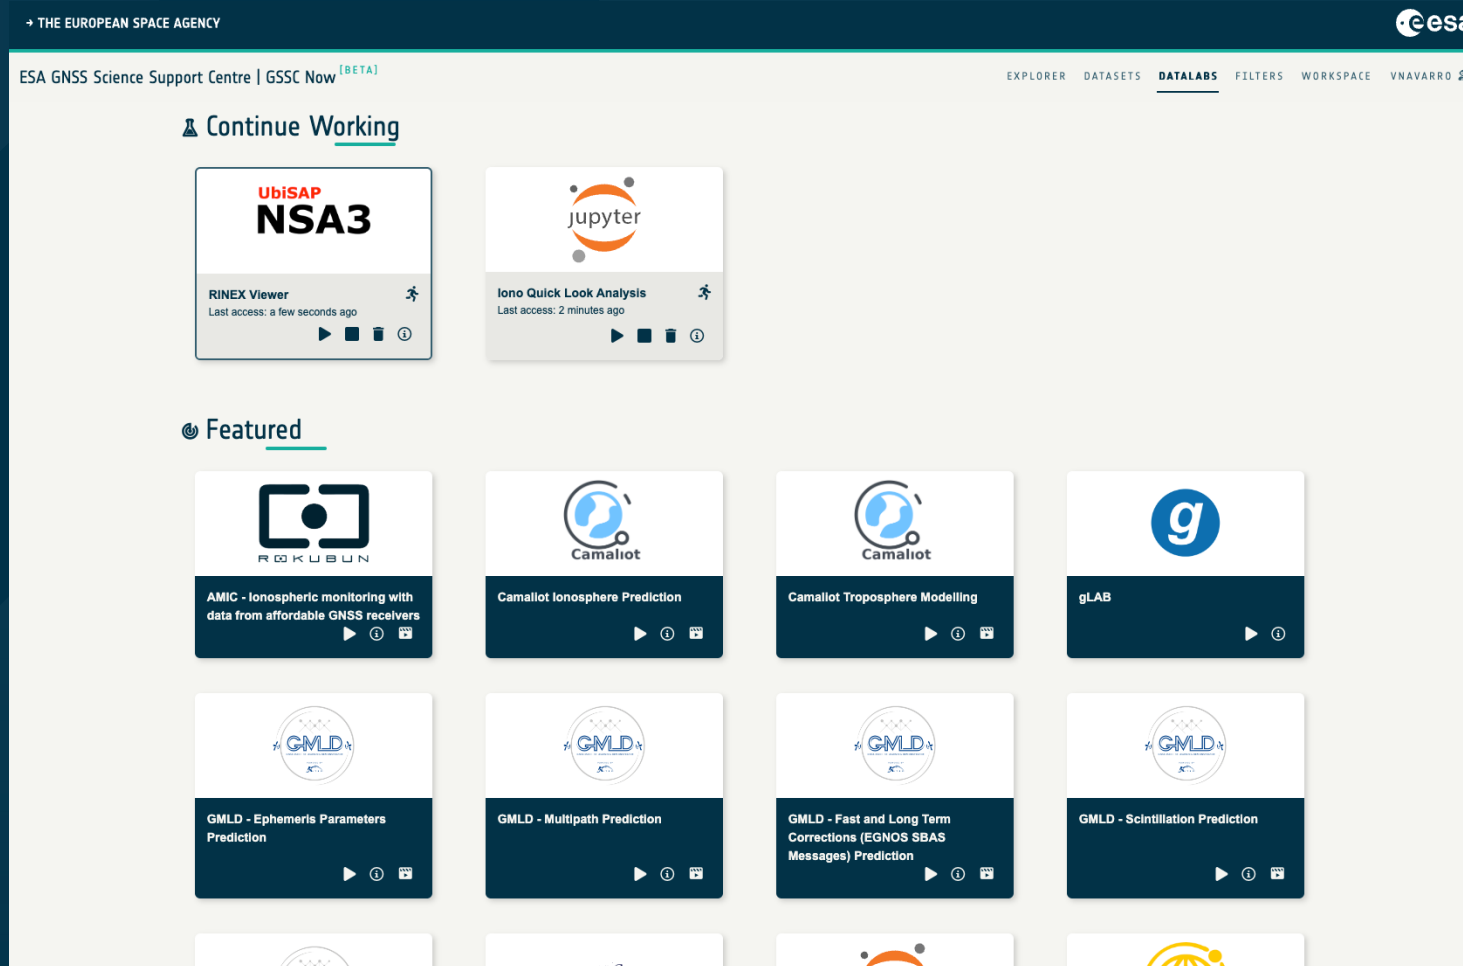 → THE EUROPEAN SPACE AGENCY
esa
ESA GNSS Science Support Centre | GSSC Now [BETA]
EXPLORER DATASETS DATALABS FILTERS WORKSPACE VNAVARRO
Continue Working
UbiSAP
NSA3
RINEX Viewer
Last access: a few seconds ago
jupyter
Iono Quick Look Analysis
Last access: 2 minutes ago
Featured
ROKUBUN
AMIC - Ionospheric monitoring with
data from affordable GNSS receivers
Camaliot
Camaliot Ionosphere Prediction
Camaliot
Camaliot Troposphere Modelling
g
gLAB
GMLD
GMLD - Ephemeris Parameters
Prediction
GMLD
GMLD - Multipath Prediction
GMLD
GMLD - Fast and Long Term
Corrections (EGNOS SBAS
Messages) Prediction
GMLD
GMLD - Scintillation Prediction